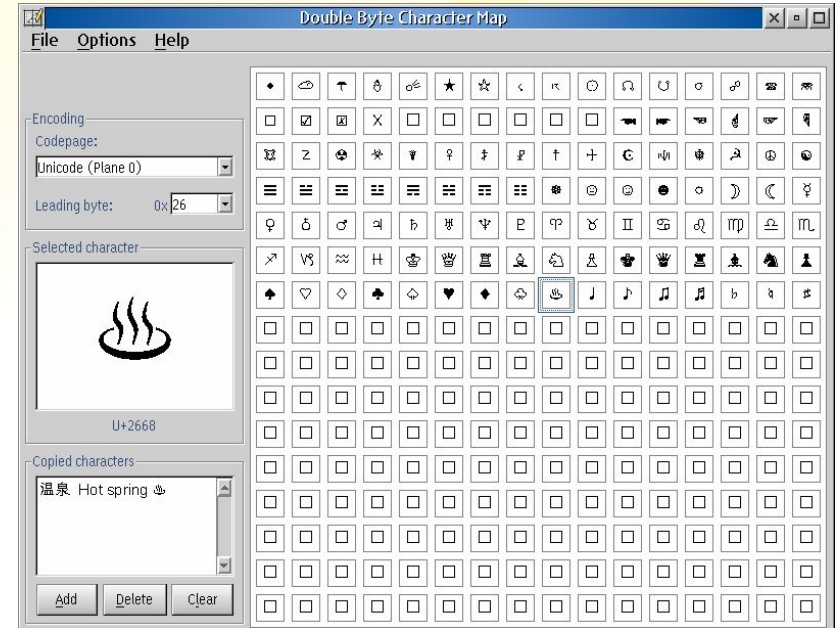 Double Byte Character Map
File Options Help
Encoding
Codepage:
Unicode (Plane 0)
Leading byte: 0x 26
Selected character
♨
U+2668
Copied characters
温泉 Hot spring ♨
Add Delete Clear